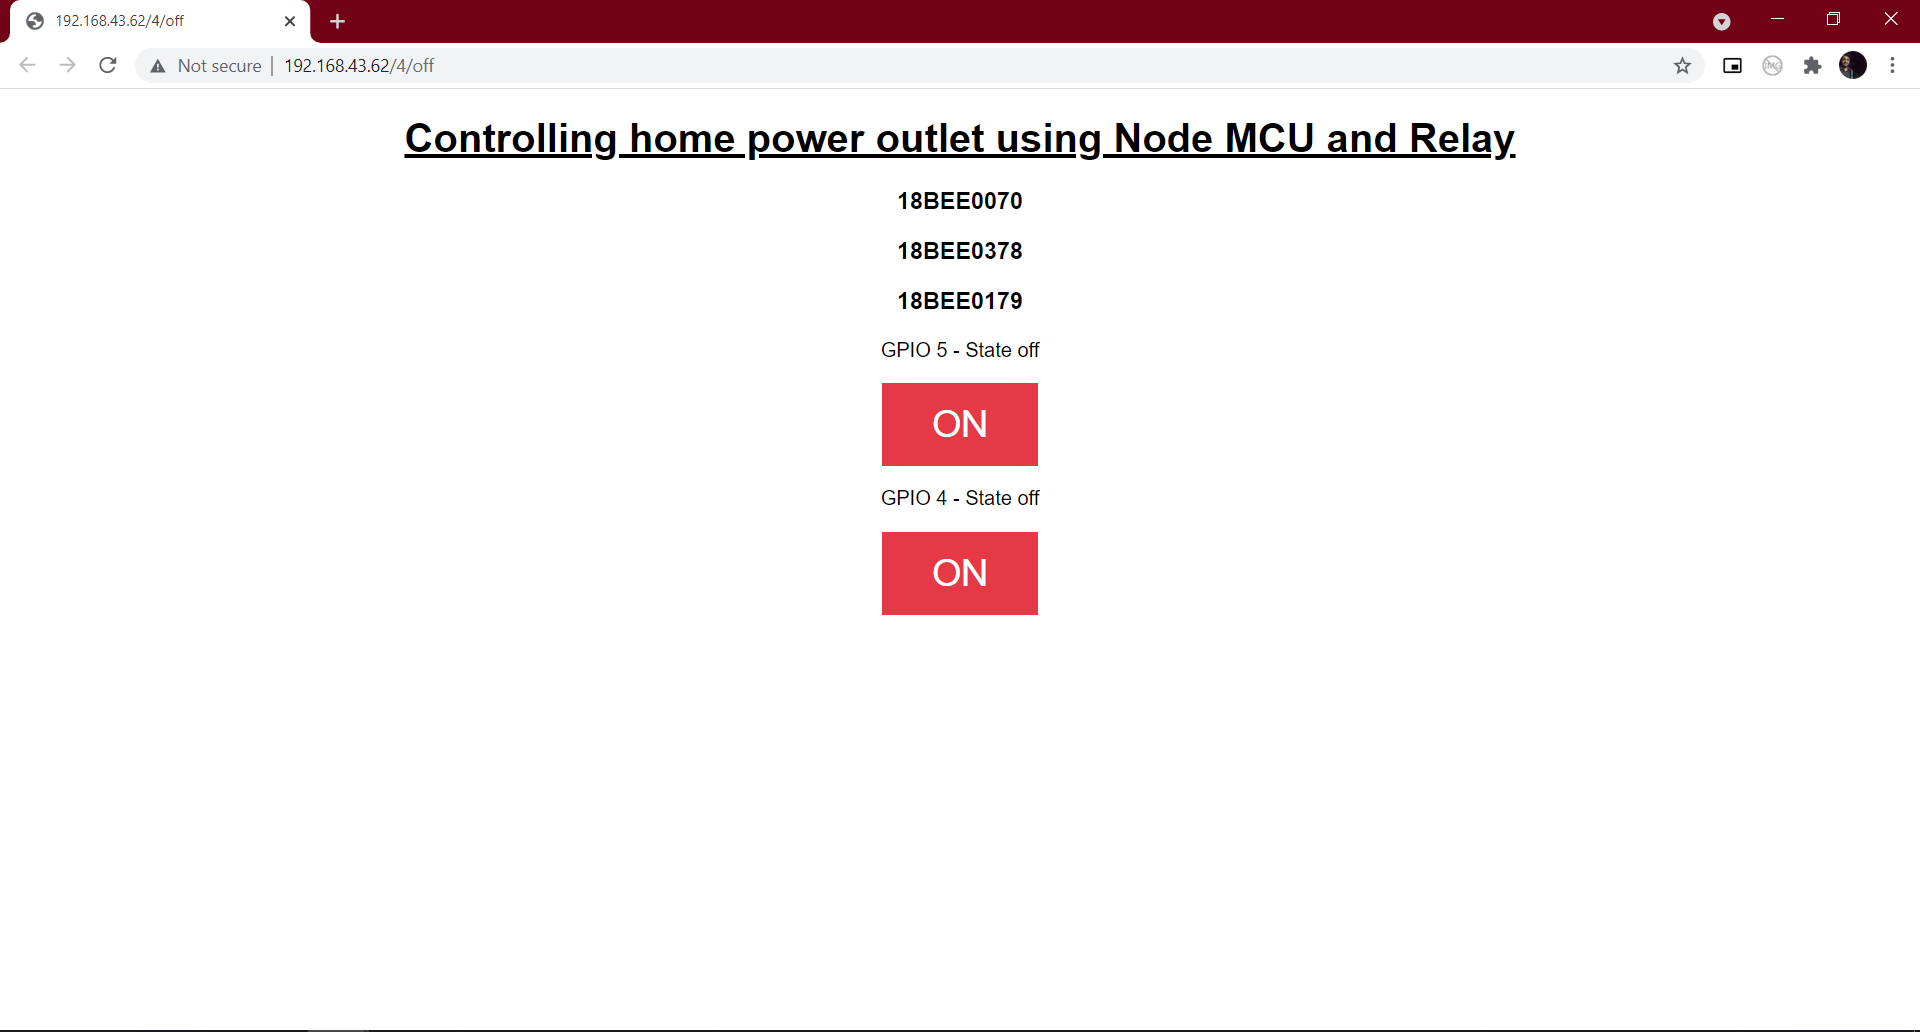 192.168.43.62/4/off
Not secure | 192.168.43.62/4/off
Controlling home power outlet using Node MCU and Relay
18BEE0070
18BEE0378
18BEE0179
GPIO 5 - State off
ON
GPIO 4 - State off
ON